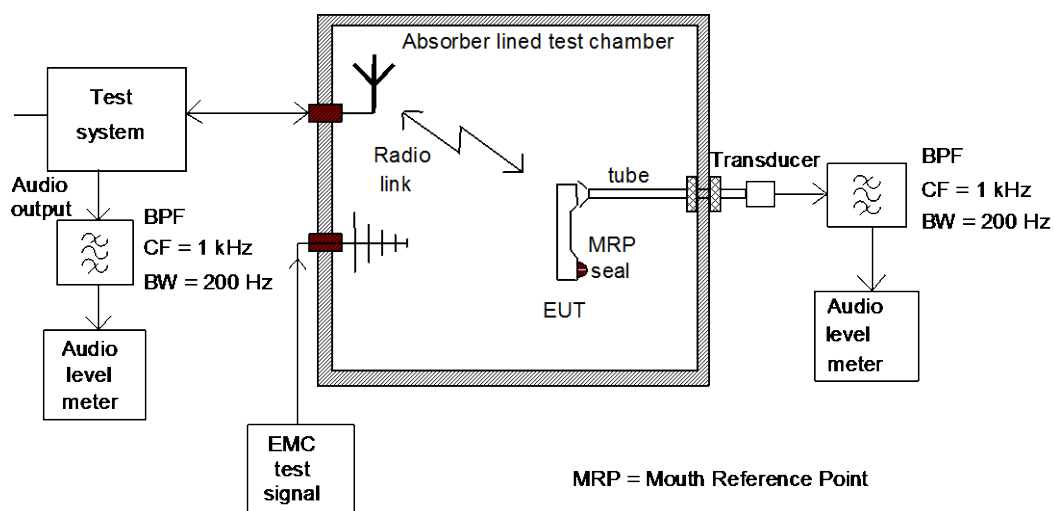 Absorber lined test chamber
Test
system
Audio
output
BPF
CF = 1 kHz
BW = 200 Hz
Audio
level
meter
EMC
test
signal
Radio
link
tube
MRP
seal
EUT
Transducer
BPF
CF = 1 kHz
BW = 200 Hz
Audio
level
meter
MRP = Mouth Reference Point